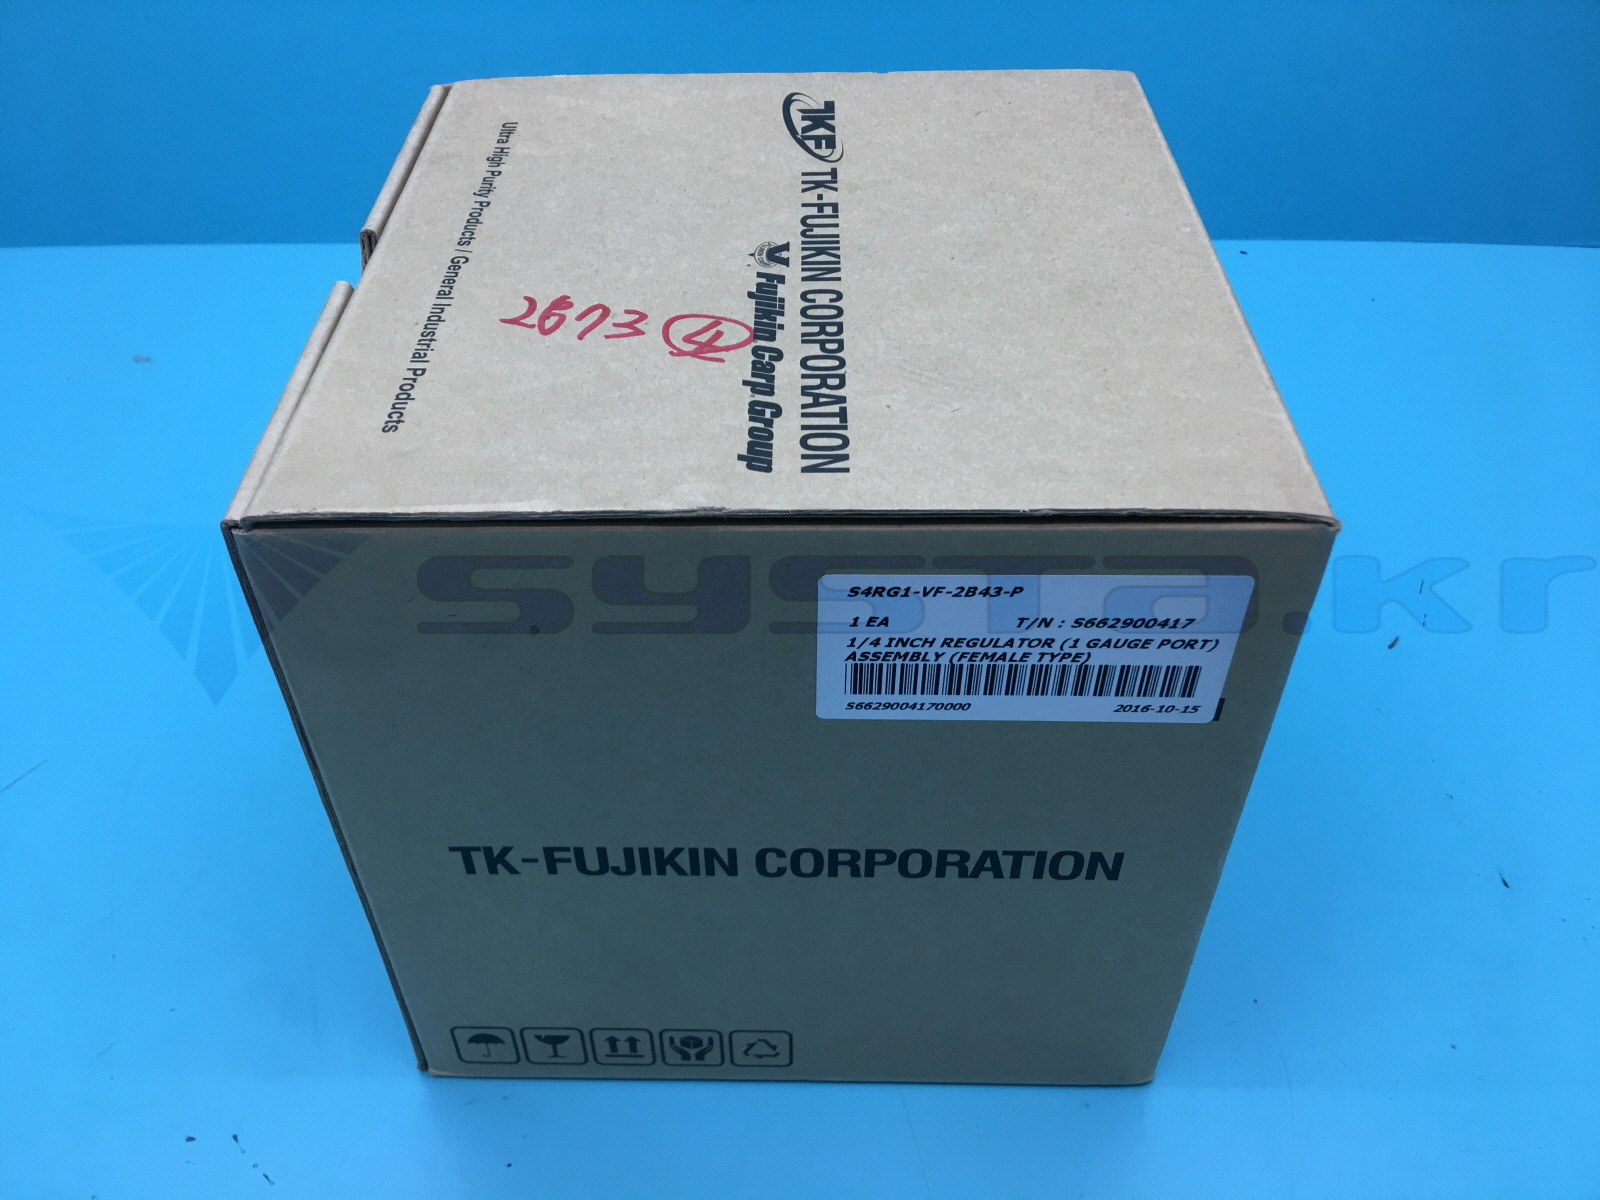 TKF TK-FUJIKIN CORPORATION
Fujikin Carp Group
2673 4
Ultra High Purity Products / General Industrial Products
systa.kr
S4RG1-VF-2B43-P
1 EA T/N : S662900417
1/4 INCH REGULATOR (1 GAUGE PORT)
ASSEMBLY (FEMALE TYPE)
S6629004170000 2016-10-15
TK-FUJIKIN CORPORATION